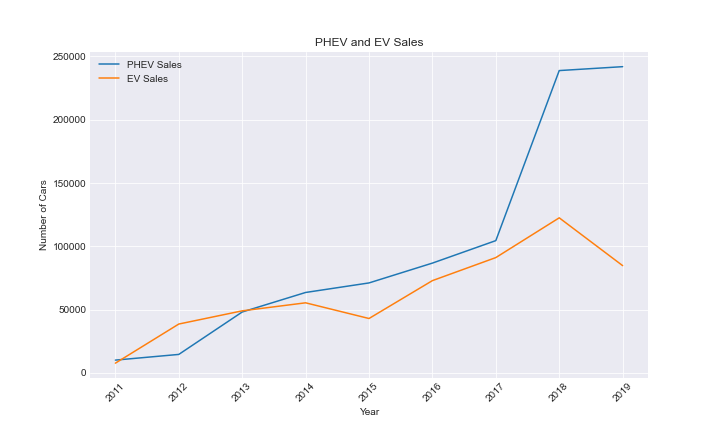 PHEV and EV Sales
250000
PHEV Sales
EV Sales
200000
150000
Number of Cars
100000
50000
0
2011 2012 2013 2014 2015 2016 2017 2018 2019
Year